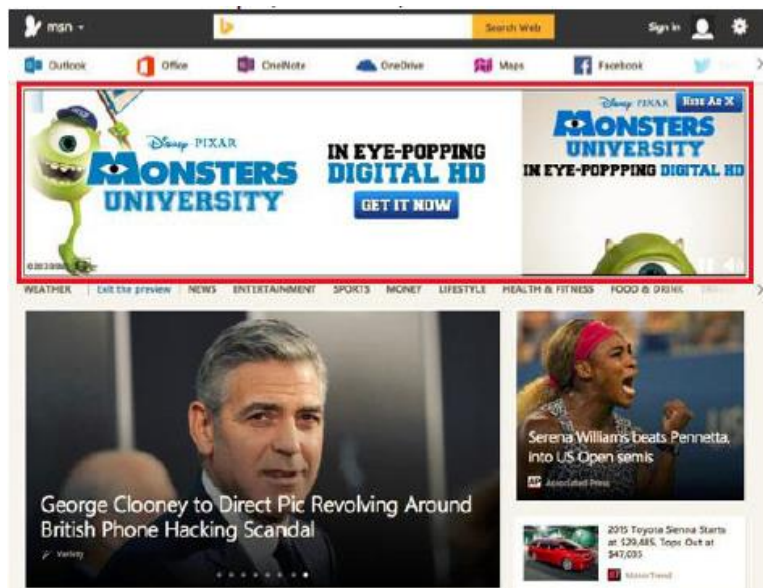 msn
Search Web
Sign in
Outlook
Office
OneNote
OneDrive
Maps
Facebook
Disney PIXAR
MONSTERS
UNIVERSITY
IN EYE-POPPING
DIGITAL HD
GET IT NOW
Disney PIXAR
Hide Ad X
MONSTERS
UNIVERSITY
IN EYE-POPPPING DIGITAL HD
WEATHER
Exit the preview
NEWS
ENTERTAINMENT
SPORTS
MONEY
LIFESTYLE
HEALTH & FITNESS
FOOD & DRINK
George Clooney to Direct Pic Revolving Around
British Phone Hacking Scandal
Variety
Serena Williams beats Pennetta,
into US Open semis
AP Associated Press
2015 Toyota Sienna Starts
at $29,485, Tops Out at
$47,035
MotorTrend